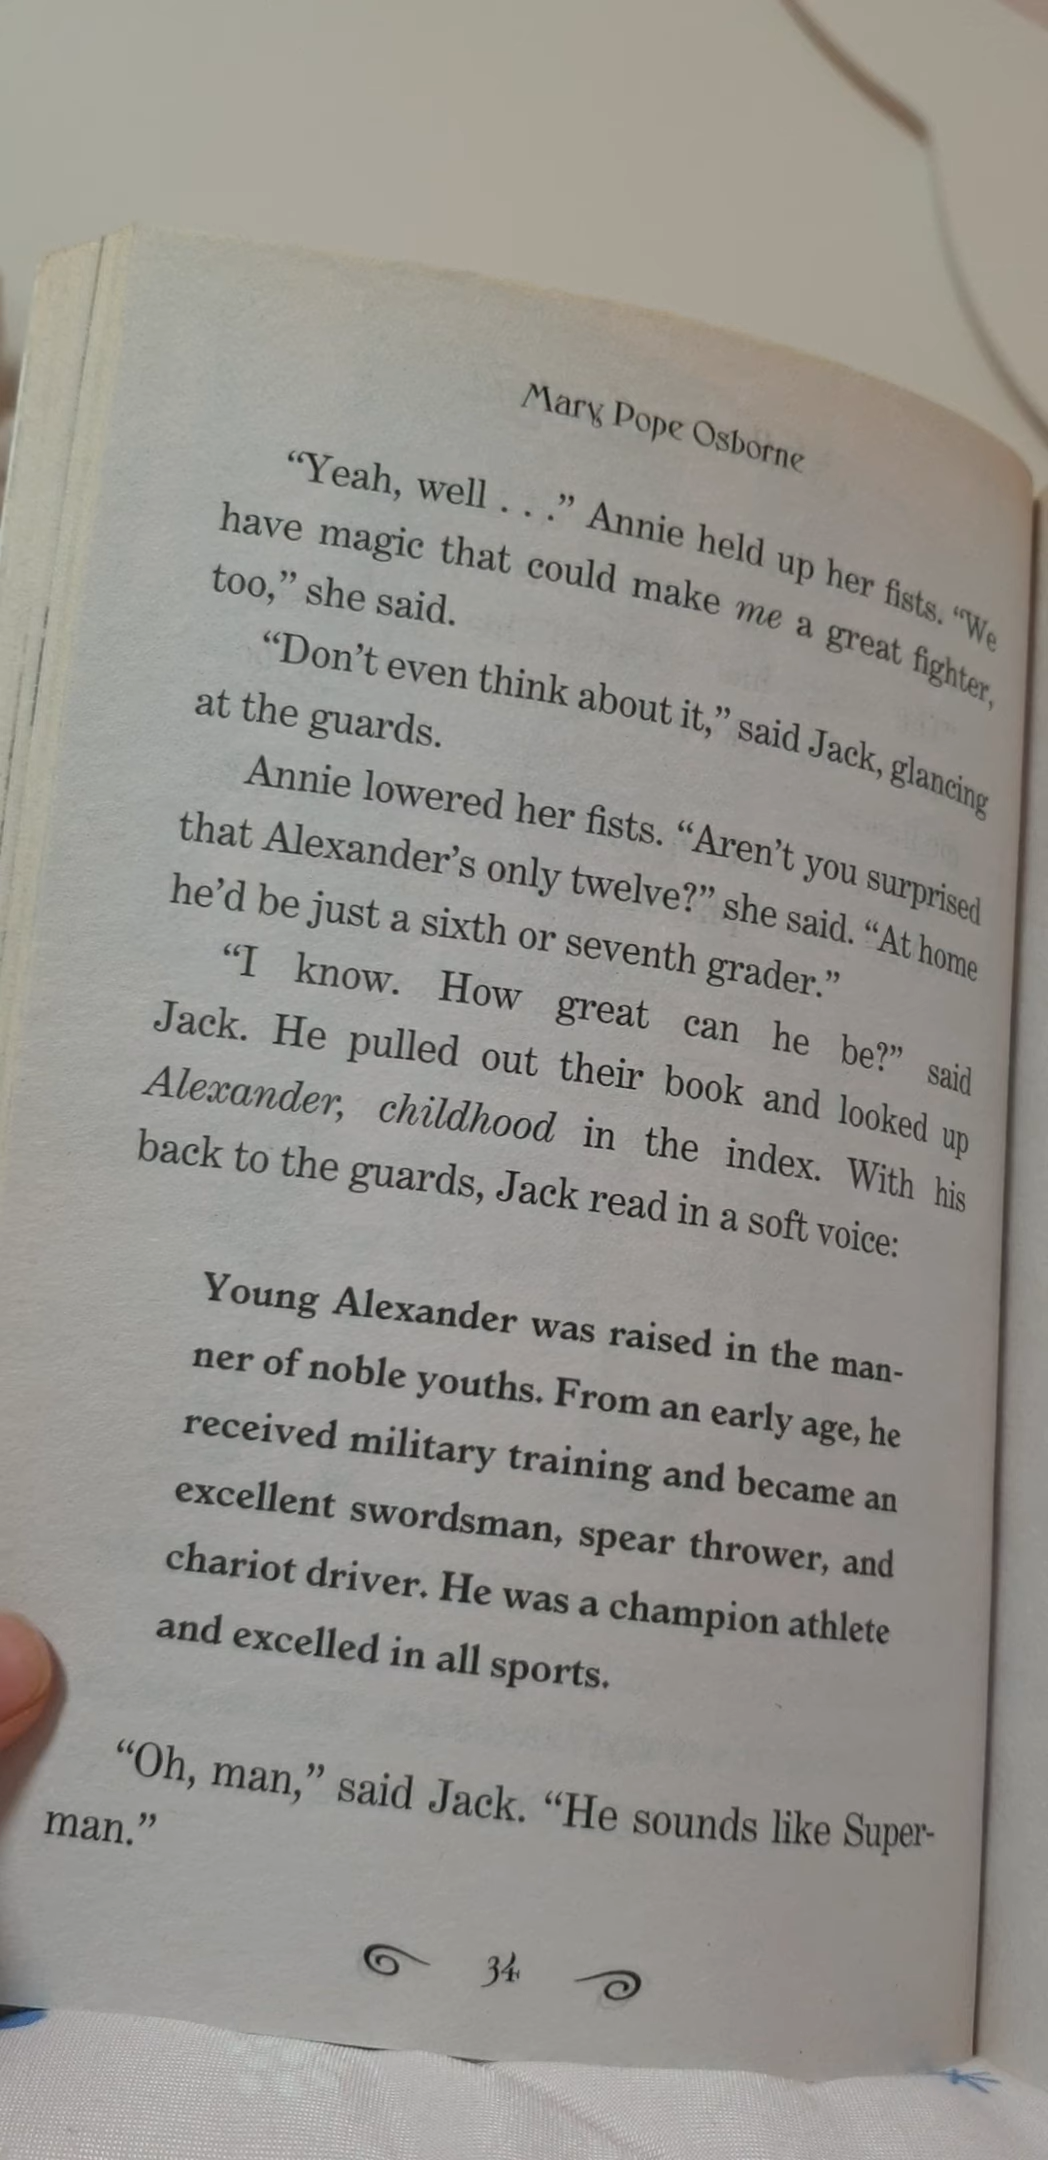 Mary Pope Osborne
“Yeah, well . . .” Annie held up her fists. “We
have magic that could make me a great fighter,
too,” she said.
“Don’t even think about it,” said Jack, glancing
at the guards.
Annie lowered her fists. “Aren’t you surprised
that Alexander’s only twelve?” she said. “At home
he’d be just a sixth or seventh grader.”
“I know. How great can he be?” said
Jack. He pulled out their book and looked up
Alexander, childhood in the index. With his
back to the guards, Jack read in a soft voice:
Young Alexander was raised in the man-
ner of noble youths. From an early age, he
received military training and became an
excellent swordsman, spear thrower, and
chariot driver. He was a champion athlete
and excelled in all sports.
“Oh, man,” said Jack. “He sounds like Super-
man.”
34